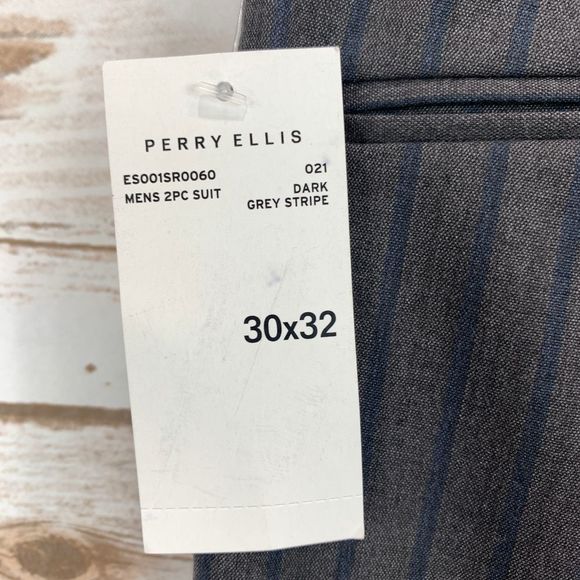 PERRY ELLIS
ES001SR0060 021
MENS 2PC SUIT DARK
GREY STRIPE
30x32